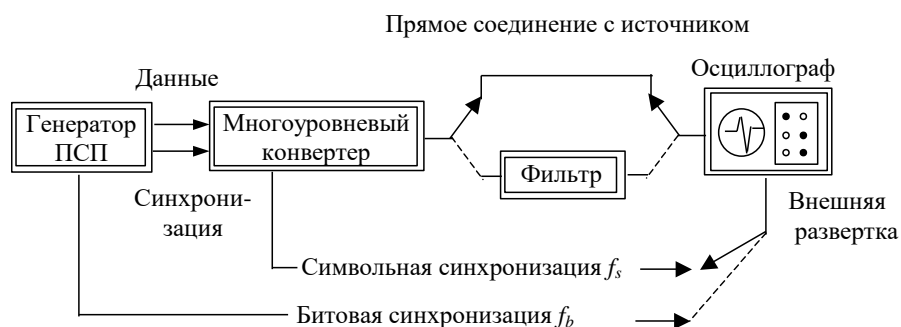 Прямое соединение с источником
Данные
Осциллограф
Генератор
ПСП
Многоуровневый
конвертер
Фильтр
Синхрони-
зация
Внешняя
развертка
Символьная синхронизация fs
Битовая синхронизация fb